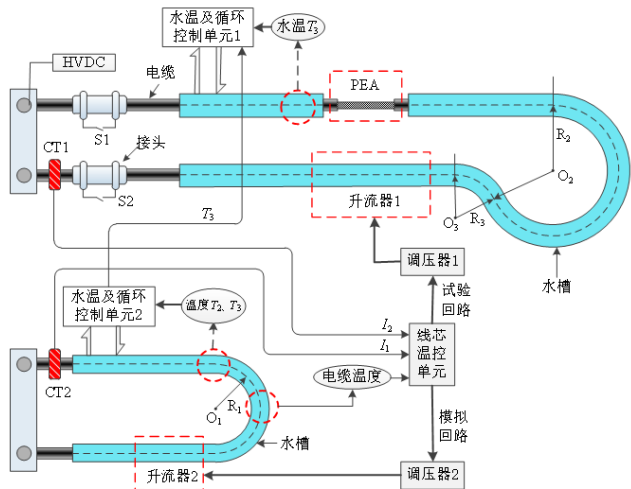 水温及循环
控制单元1
水温T₃
HVDC
电缆
PEA
S1
R₂
CT1
接头
O₂
S2
升流器1
O₃
R₃
T₃
调压器1
水槽
试验
回路
水温及循环
控制单元2
温度T₂、T₃
I₂
I₁
线芯
温控
单元
电缆温度
CT2
R₁
O₁
模拟
回路
水槽
升流器2
调压器2